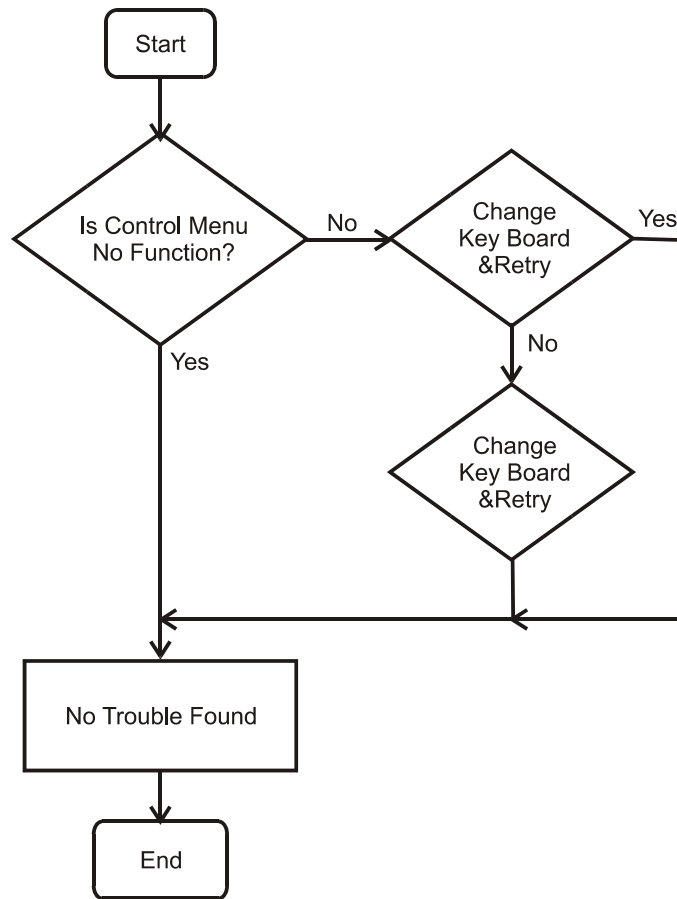 Start
Is Control Menu
No Function?
No
Change
Key Board
&Retry
Yes
Yes
No
Change
Key Board
&Retry
No Trouble Found
End